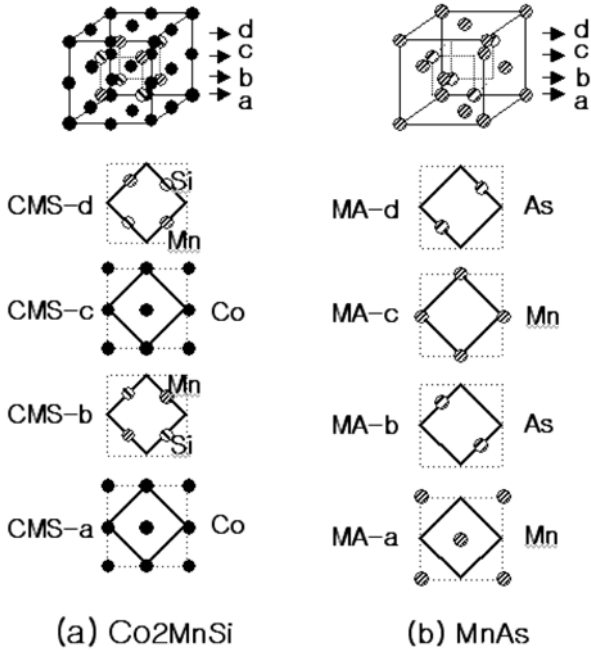 d
c
b
a
d
c
b
a
CMS-d
Si
Mn
MA-d
As
CMS-c
Co
MA-c
Mn
CMS-b
Mn
Si
MA-b
As
CMS-a
Co
MA-a
Mn
(a) Co2MnSi
(b) MnAs